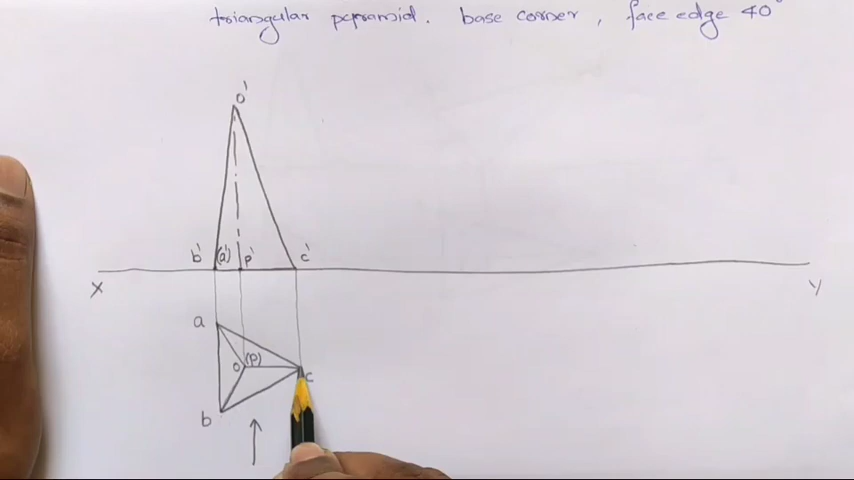 triangular pyramid. base corner, face edge 40°
o'
b' (a') p' c'
X
Y
a
o (p)
c
b